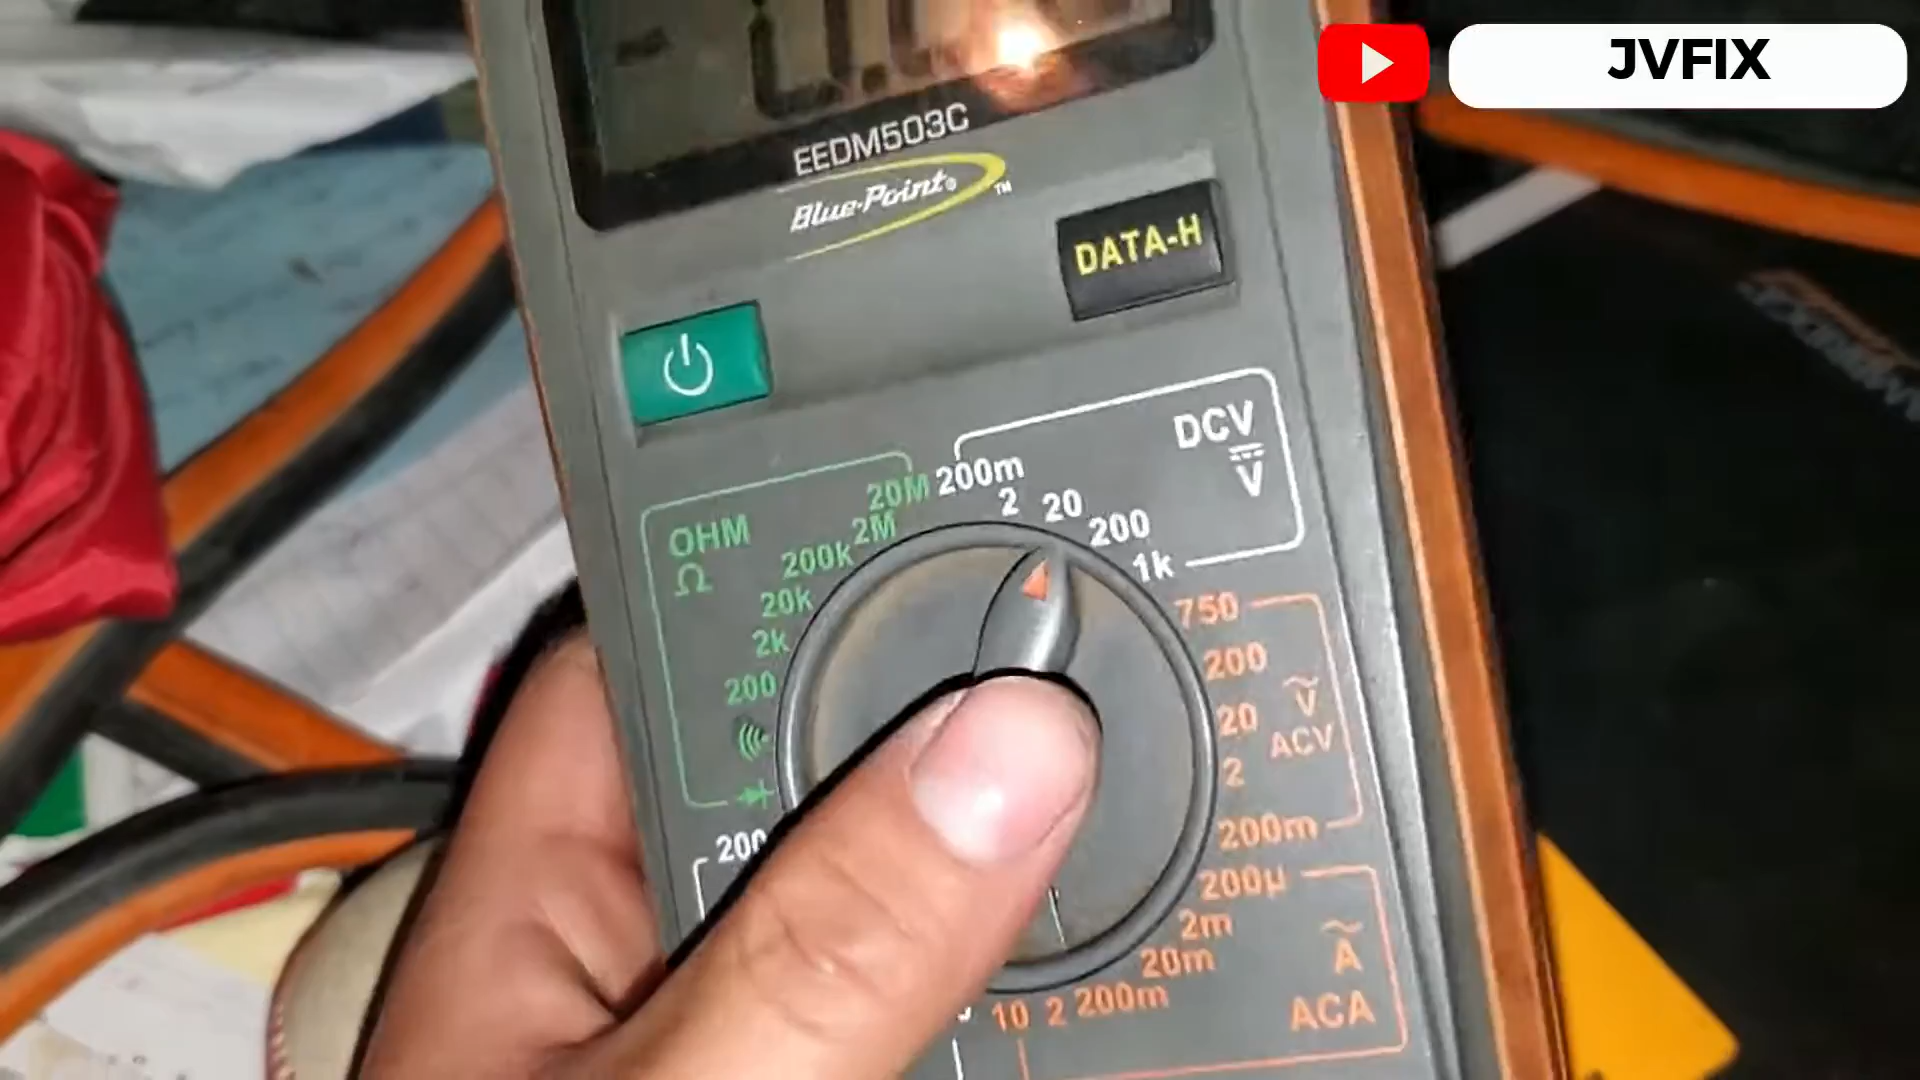 JVFIX
EEDM503C
Blue-Point® ™
DATA-H
DCV
V
200m
2
20
200
1k
OHM
Ω
20M
2M
200k
20k
2k
200
750
200
20
2
200m
V
ACV
200
200µ
2m
20m
200m
2
10
A
ACA